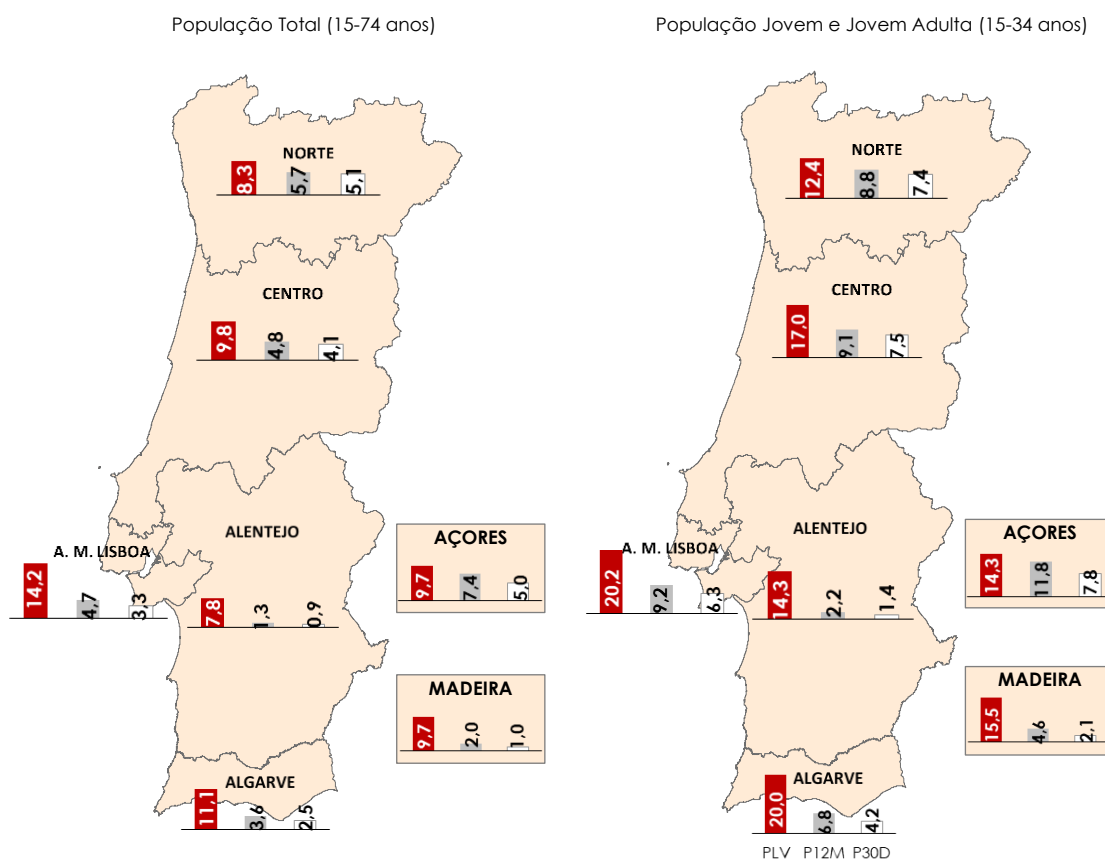 População Total (15-74 anos)
NORTE
8,3 5,7 5,1
CENTRO
9,8 4,8 4,1
A. M. LISBOA
14,2 4,7 3,3
ALENTEJO
7,8 1,3 0,9
AÇORES
9,7 7,4 5,0
MADEIRA
9,7 2,0 1,0
ALGARVE
11,1 3,6 2,5
População Jovem e Jovem Adulta (15-34 anos)
NORTE
12,4 8,8 7,4
CENTRO
17,0 9,1 7,5
A. M. LISBOA
20,2 9,2 6,3
ALENTEJO
14,3 2,2 1,4
AÇORES
14,3 11,8 7,8
MADEIRA
15,5 4,6 2,1
ALGARVE
20,0 6,8 4,2
PLV P12M P30D